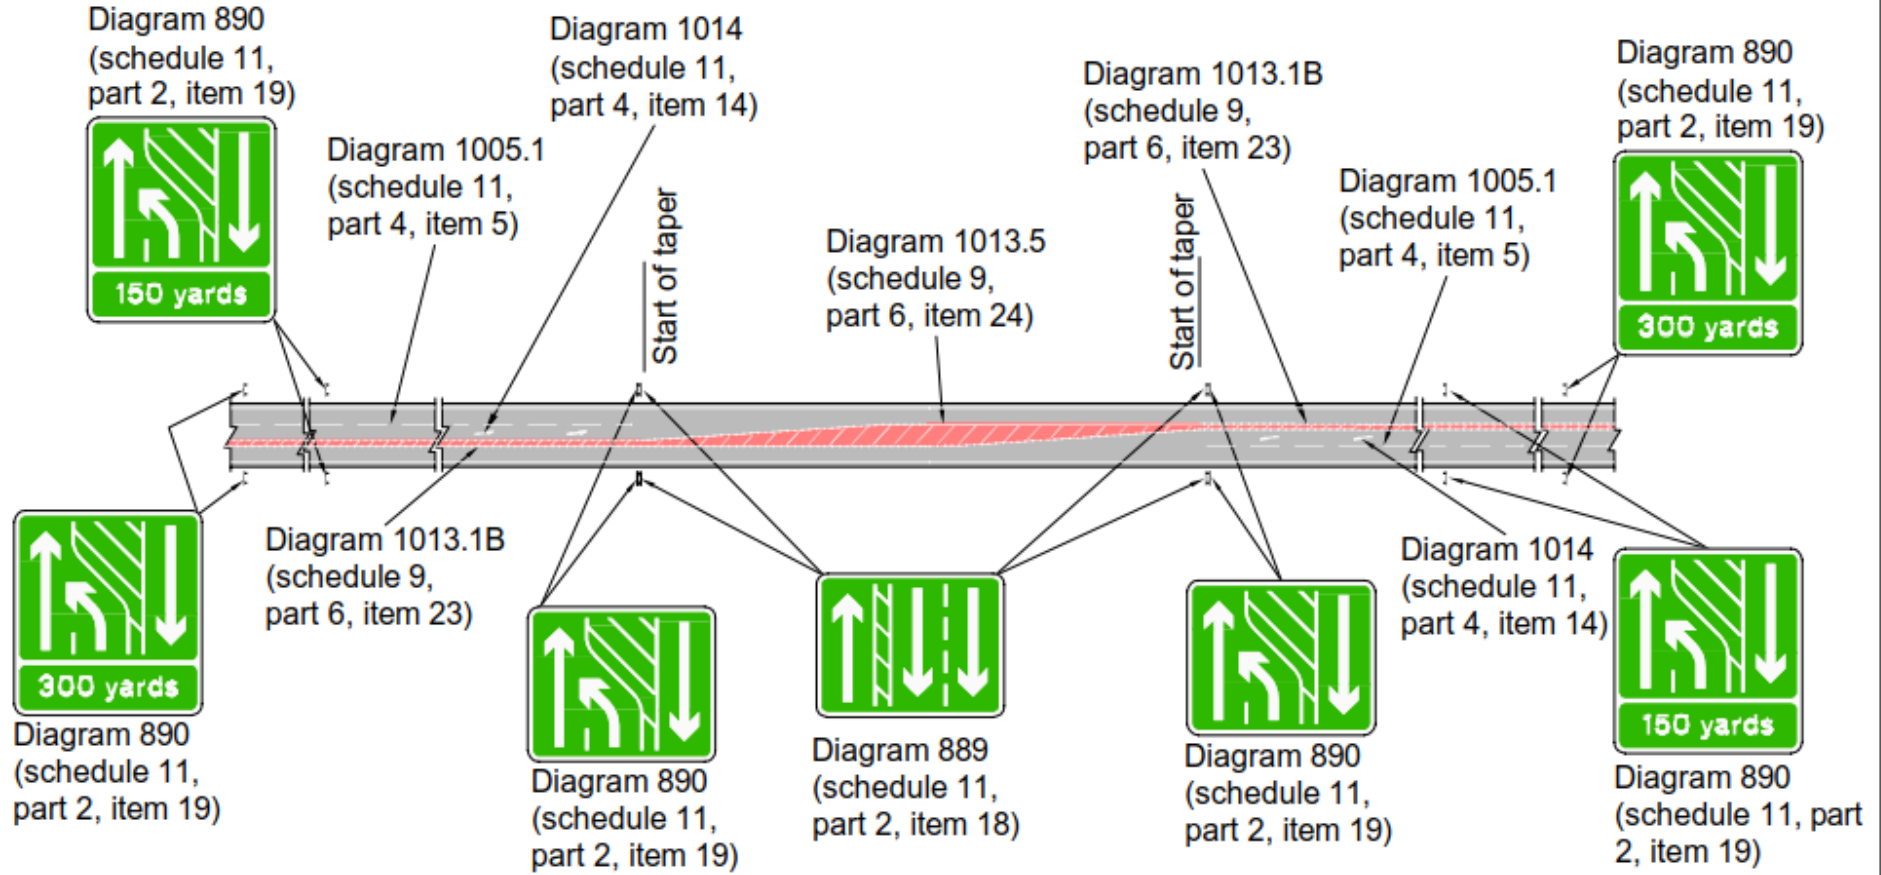 Diagram 890
(schedule 11,
part 2, item 19)
150 yards
Diagram 1005.1
(schedule 11,
part 4, item 5)
Diagram 1014
(schedule 11,
part 4, item 14)
Start of taper
Diagram 1013.5
(schedule 9,
part 6, item 24)
Diagram 1013.1B
(schedule 9,
part 6, item 23)
Start of taper
Diagram 1005.1
(schedule 11,
part 4, item 5)
Diagram 890
(schedule 11,
part 2, item 19)
300 yards
300 yards
Diagram 890
(schedule 11,
part 2, item 19)
Diagram 1013.1B
(schedule 9,
part 6, item 23)
Diagram 890
(schedule 11,
part 2, item 19)
Diagram 889
(schedule 11,
part 2, item 18)
Diagram 890
(schedule 11,
part 2, item 19)
Diagram 1014
(schedule 11,
part 4, item 14)
150 yards
Diagram 890
(schedule 11, part
2, item 19)